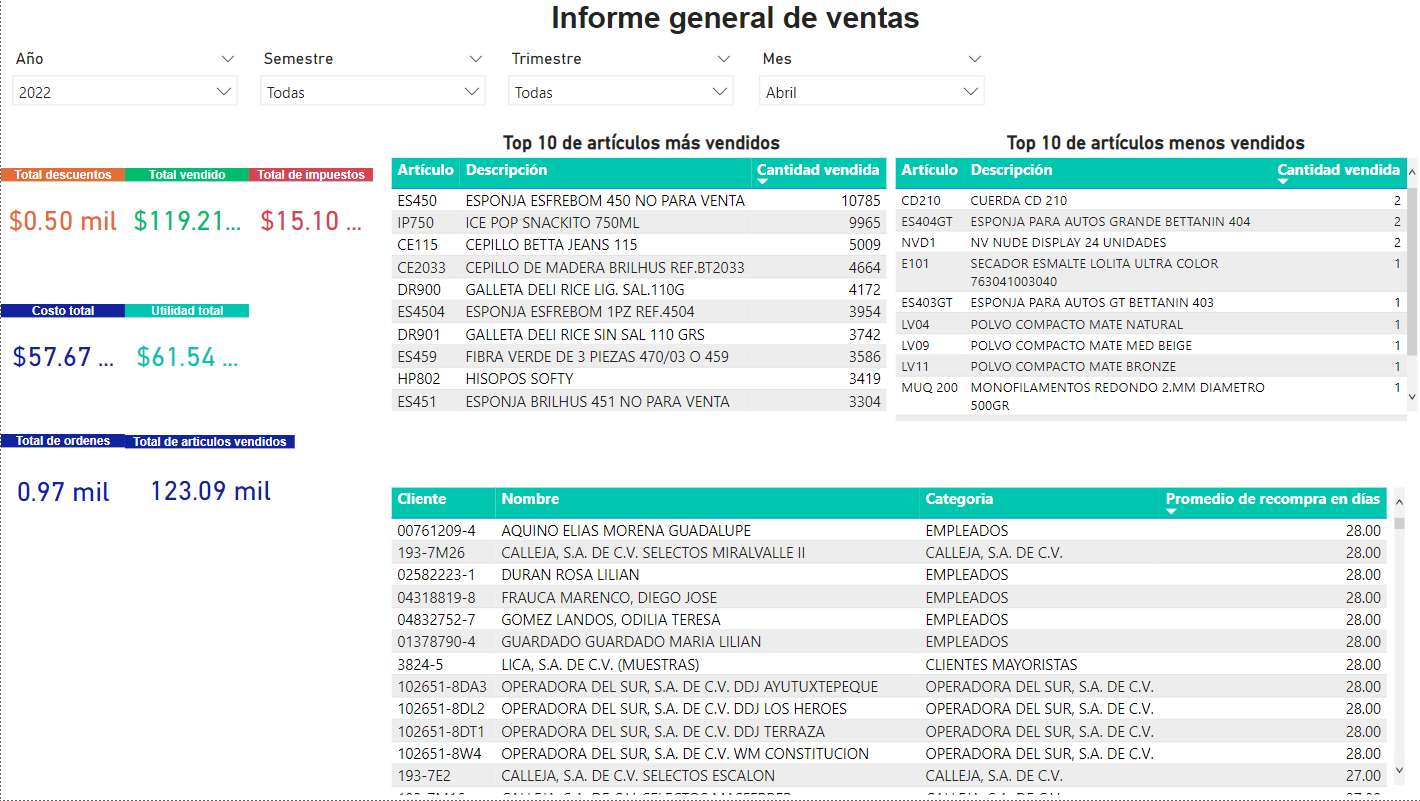 Informe general de ventas
Año Semestre Trimestre Mes
2022 Todas Todas Abril
Total descuentos Total vendido Total de impuestos
$0.50 mil $119.21... $15.10 ...
Costo total Utilidad total
$57.67 ... $61.54 ...
Total de ordenes Total de articulos vendidos
0.97 mil 123.09 mil
Top 10 de artículos más vendidos
Artículo Descripción Cantidad vendida
ES450 ESPONJA ESFREBOM 450 NO PARA VENTA 10785
IP750 ICE POP SNACKITO 750ML 9965
CE115 CEPILLO BETTA JEANS 115 5009
CE2033 CEPILLO DE MADERA BRILHUS REF.BT2033 4664
DR900 GALLETA DELI RICE LIG. SAL.110G 4172
ES4504 ESPONJA ESFREBOM 1PZ REF.4504 3954
DR901 GALLETA DELI RICE SIN SAL 110 GRS 3742
ES459 FIBRA VERDE DE 3 PIEZAS 470/03 O 459 3586
HP802 HISOPOS SOFTY 3419
ES451 ESPONJA BRILHUS 451 NO PARA VENTA 3304
Top 10 de artículos menos vendidos
Artículo Descripción Cantidad vendida
CD210 CUERDA CD 210 2
ES404GT ESPONJA PARA AUTOS GRANDE BETTANIN 404 2
NVD1 NV NUDE DISPLAY 24 UNIDADES 2
E101 SECADOR ESMALTE LOLITA ULTRA COLOR 1
763041003040
ES403GT ESPONJA PARA AUTOS GT BETTANIN 403 1
LV04 POLVO COMPACTO MATE NATURAL 1
LV09 POLVO COMPACTO MATE MED BEIGE 1
LV11 POLVO COMPACTO MATE BRONZE 1
MUQ 200 MONOFILAMENTOS REDONDO 2.MM DIAMETRO 1
500GR
Cliente Nombre Categoria Promedio de recompra en días
00761209-4 AQUINO ELIAS MORENA GUADALUPE EMPLEADOS 28.00
193-7M26 CALLEJA, S.A. DE C.V. SELECTOS MIRALVALLE II CALLEJA, S.A. DE C.V. 28.00
02582223-1 DURAN ROSA LILIAN EMPLEADOS 28.00
04318819-8 FRAUCA MARENCO, DIEGO JOSE EMPLEADOS 28.00
04832752-7 GOMEZ LANDOS, ODILIA TERESA EMPLEADOS 28.00
01378790-4 GUARDADO GUARDADO MARIA LILIAN EMPLEADOS 28.00
3824-5 LICA, S.A. DE C.V. (MUESTRAS) CLIENTES MAYORISTAS 28.00
102651-8DA3 OPERADORA DEL SUR, S.A. DE C.V. DDJ AYUTUXTEPEQUE OPERADORA DEL SUR, S.A. DE C.V. 28.00
102651-8DL2 OPERADORA DEL SUR, S.A. DE C.V. DDJ LOS HEROES OPERADORA DEL SUR, S.A. DE C.V. 28.00
102651-8DT1 OPERADORA DEL SUR, S.A. DE C.V. DDJ TERRAZA OPERADORA DEL SUR, S.A. DE C.V. 28.00
102651-8W4 OPERADORA DEL SUR, S.A. DE C.V. WM CONSTITUCION OPERADORA DEL SUR, S.A. DE C.V. 28.00
193-7E2 CALLEJA, S.A. DE C.V. SELECTOS ESCALON CALLEJA, S.A. DE C.V. 27.00